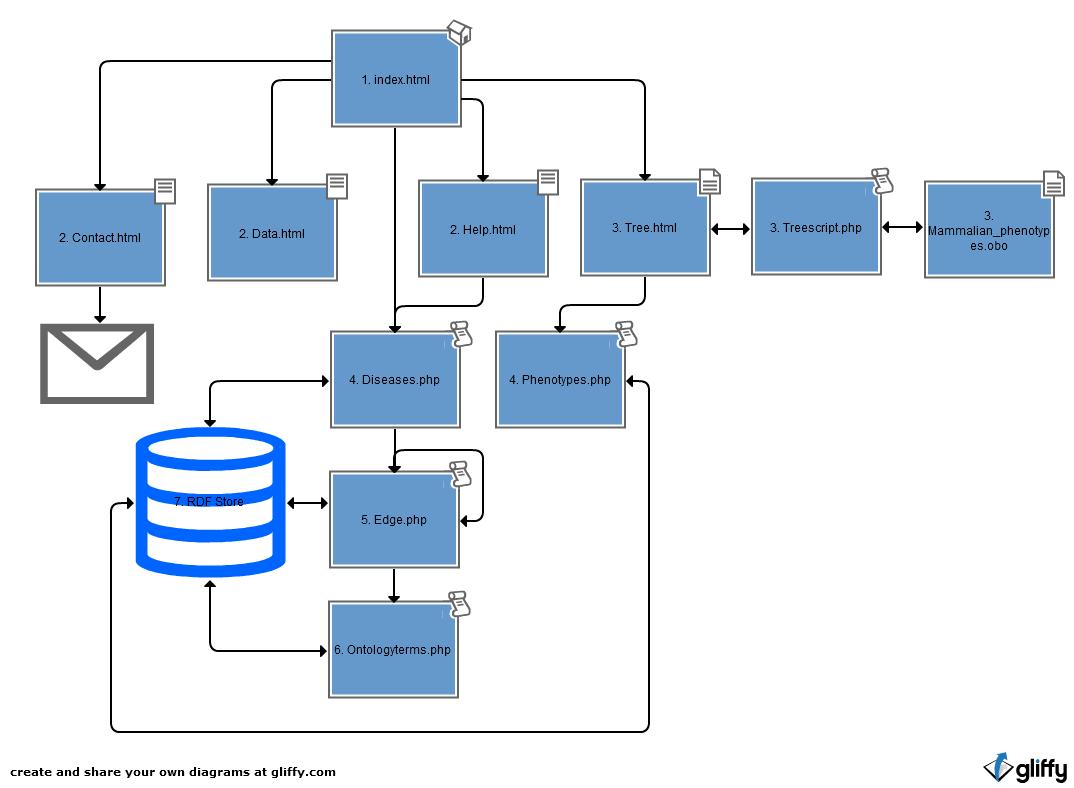 1. index.html
2. Contact.html
2. Data.html
2. Help.html
3. Tree.html
3. Treescript.php
3.
Mammalian_phenotyp
es.obo
4. Diseases.php
4. Phenotypes.php
7. RDF Store
5. Edge.php
6. Ontologyterms.php
create and share your own diagrams at gliffy.com
gliffy